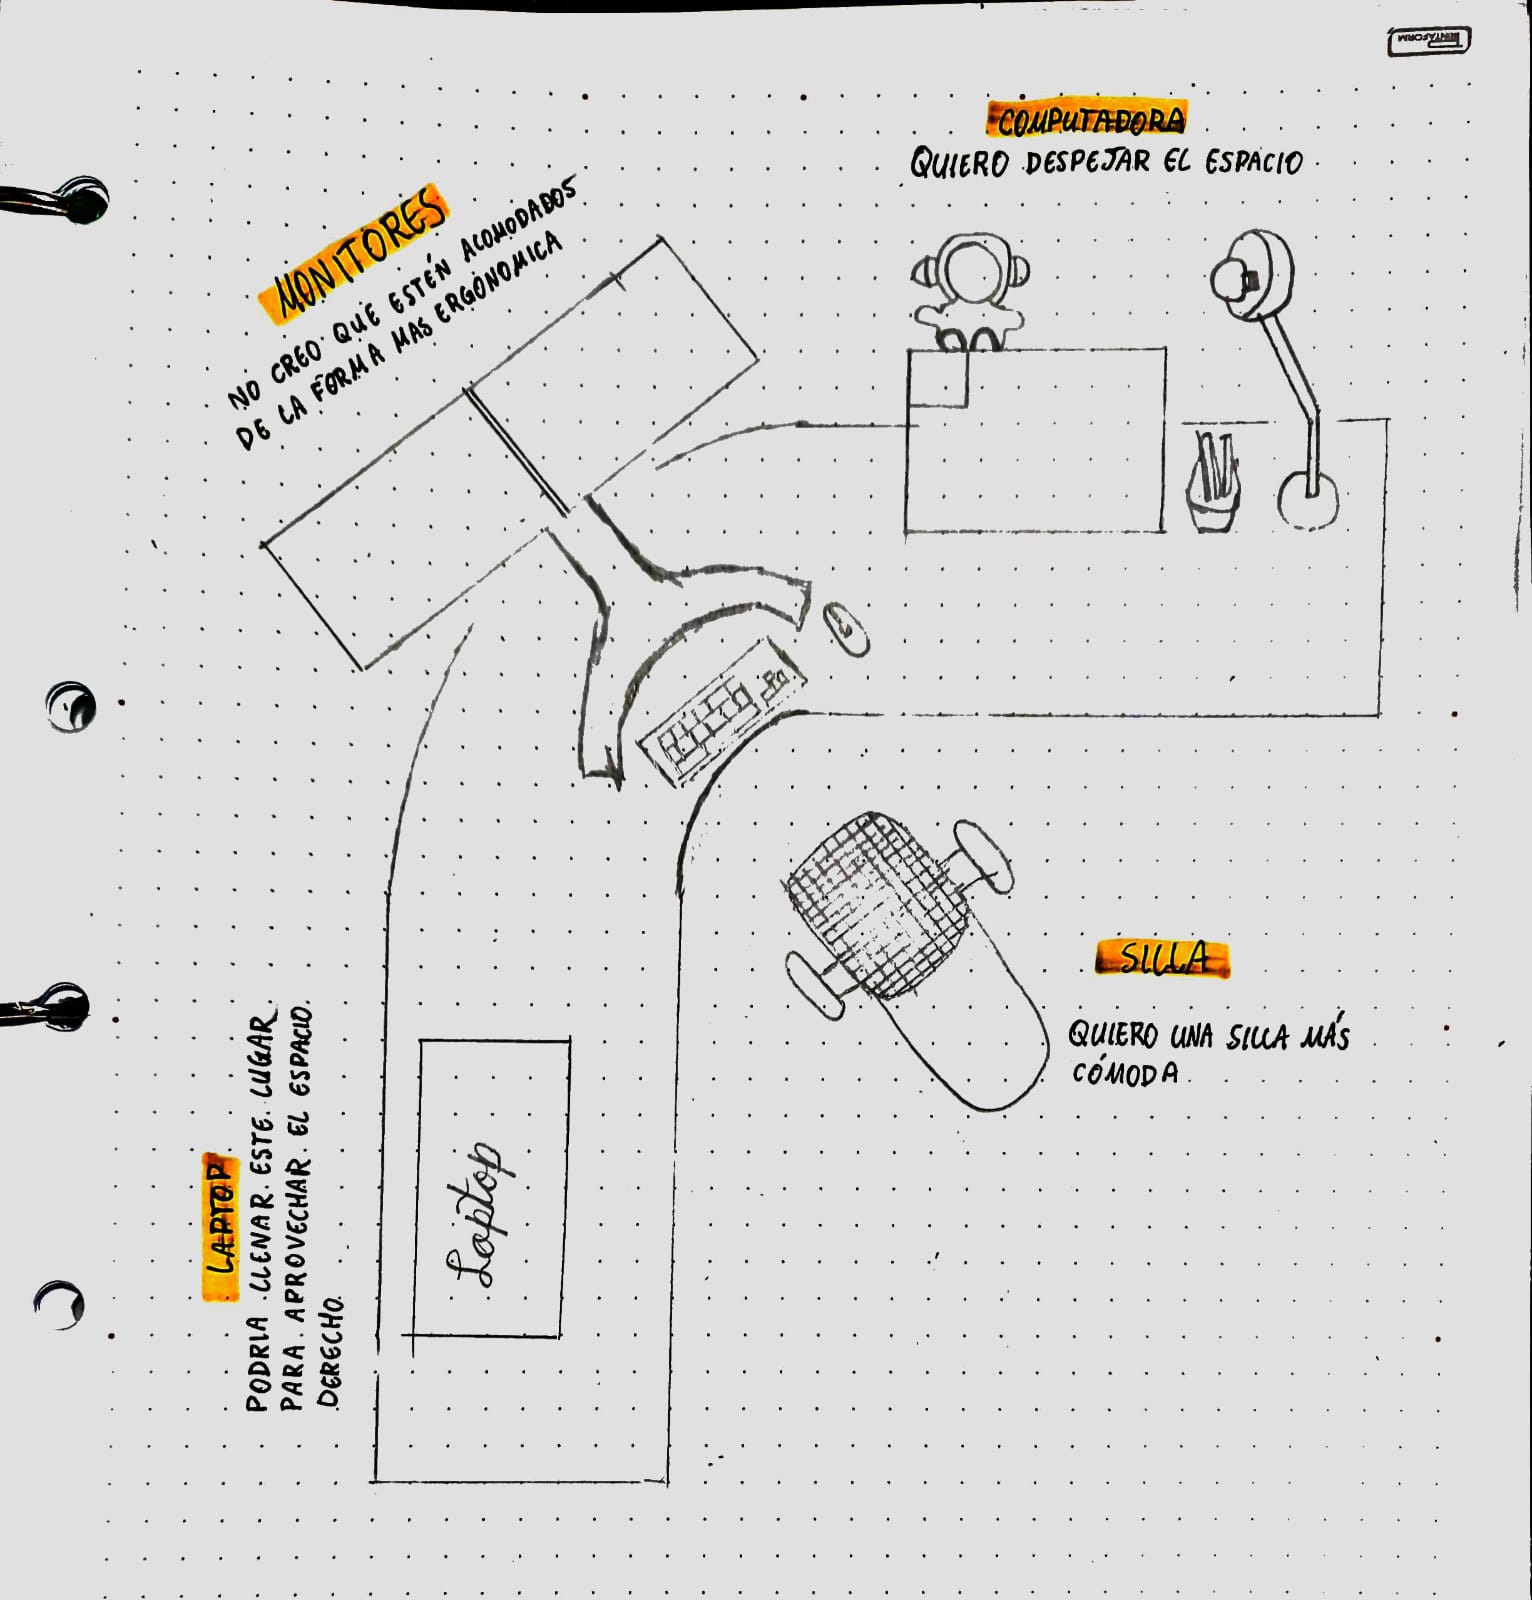 PRINTAFORM
COMPUTADORA
QUIERO DESPEJAR EL ESPACIO
MONITORES
NO CREO QUE ESTÉN ACOMODADOS
DE LA FORMA MAS ERGONOMICA
SILLA
QUIERO UNA SILLA MÁS
CÓMODA
LAPTOP
PODRIA LLENAR ESTE LUGAR
PARA APROVECHAR EL ESPACIO
DERECHO.
Laptop